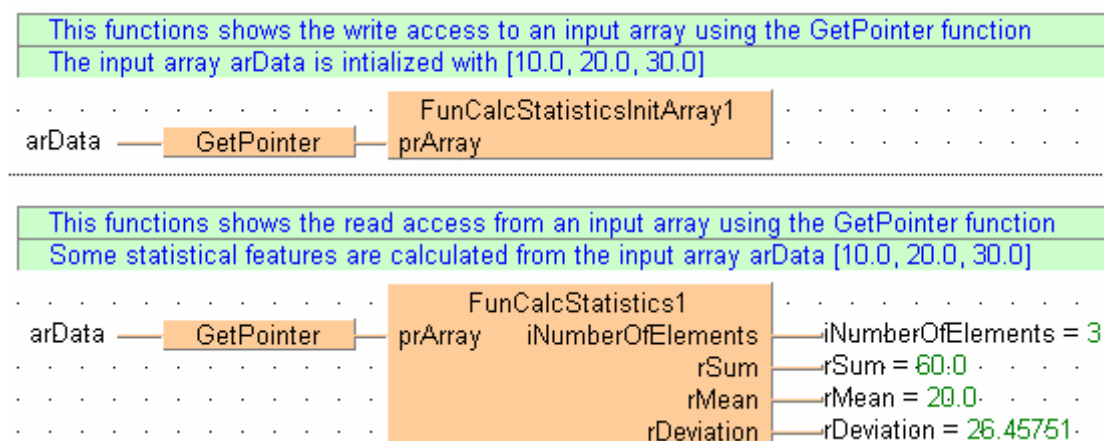 This functions shows the write access to an input array using the GetPointer function
The input array arData is intialized with [10.0, 20.0, 30.0]
FunCalcStatisticsInitArray1
arData GetPointer prArray
This functions shows the read access from an input array using the GetPointer function
Some statistical features are calculated from the input array arData [10.0, 20.0, 30.0]
FunCalcStatistics1
arData GetPointer prArray iNumberOfElements iNumberOfElements = 3
rSum rSum = 60.0
rMean rMean = 20.0
rDeviation rDeviation = 26.45751